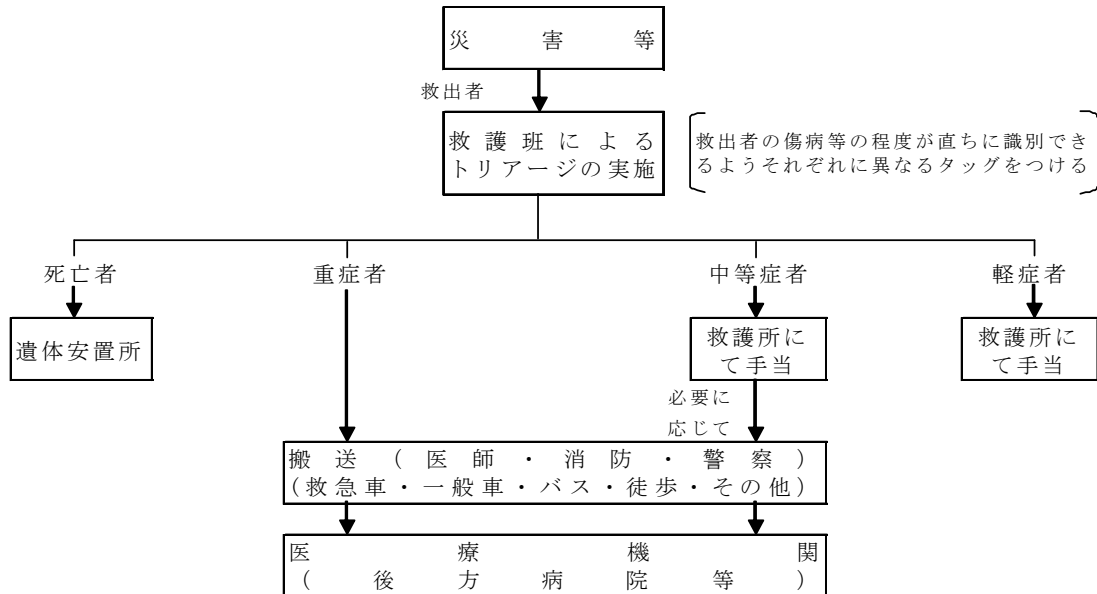 災害等
救出者
救護班による
トリアージの実施
救出者の傷病等の程度が直ちに識別でき
るようそれぞれに異なるタッグをつける
死亡者
重症者
中等症者
軽症者
遺体安置所
救護所に
て手当
救護所に
て手当
必要に
応じて
搬送(医師・消防・警察)
(救急車・一般車・バス・徒歩・その他)
医療機関
(後方病院等)